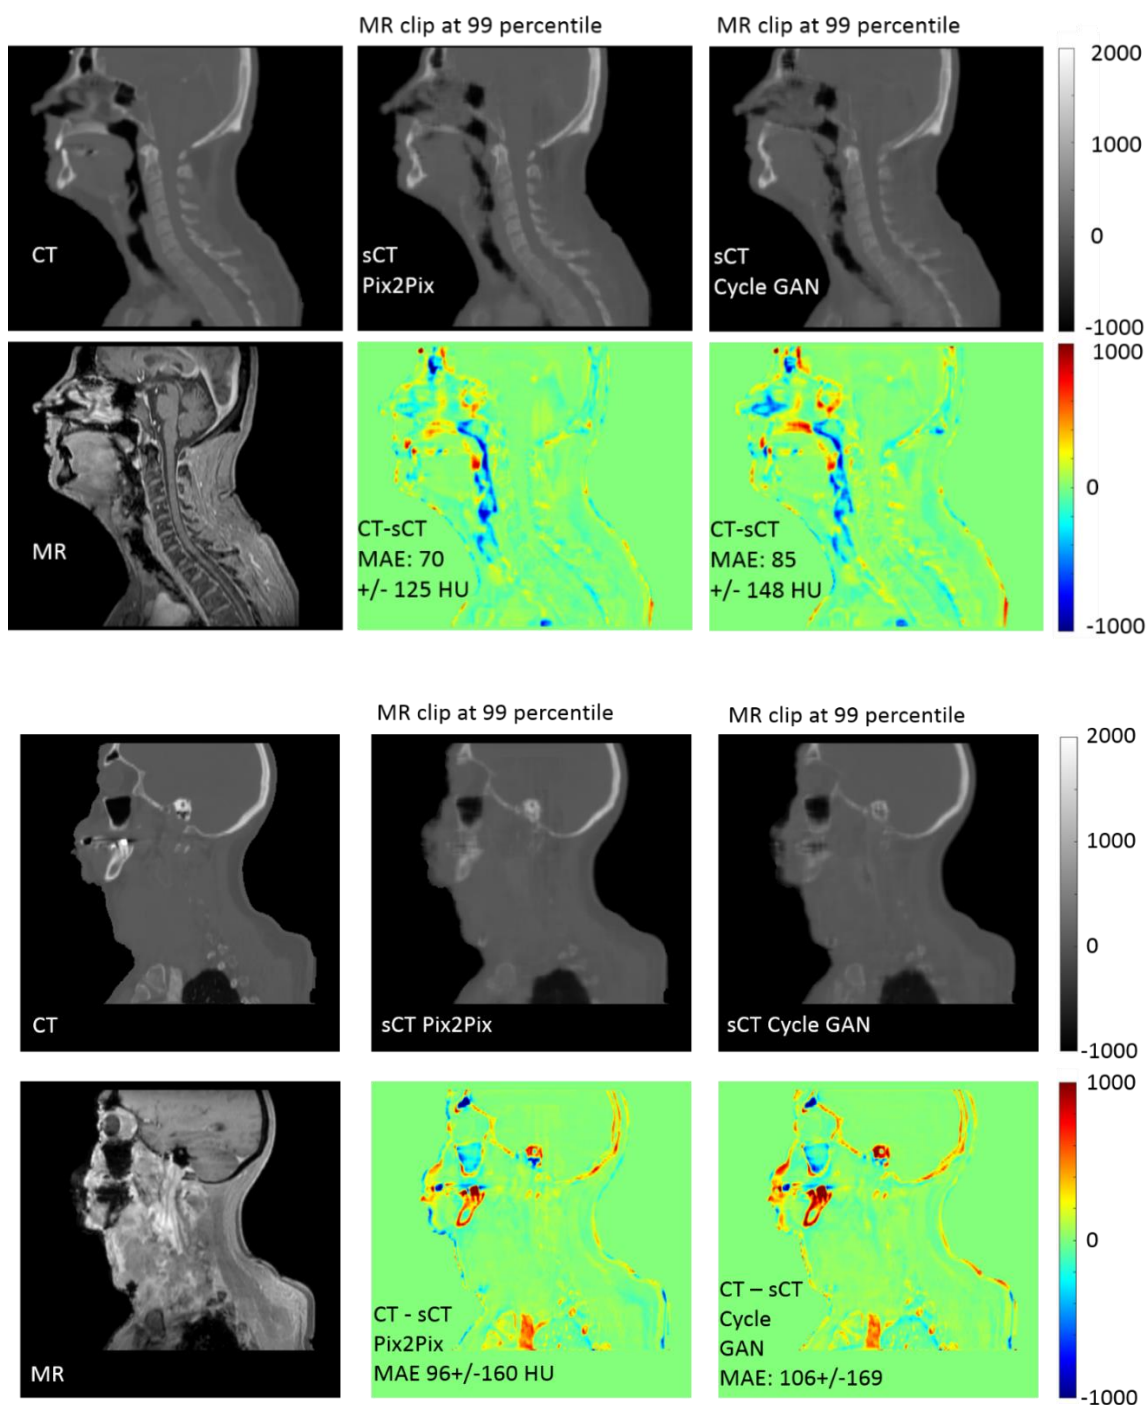 MR clip at 99 percentile
MR clip at 99 percentile
CT
sCT
Pix2Pix
sCT
Cycle GAN
2000
1000
0
-1000
MR
CT-sCT
MAE: 70
+/- 125 HU
CT-sCT
MAE: 85
+/- 148 HU
1000
0
-1000
MR clip at 99 percentile
MR clip at 99 percentile
CT
sCT Pix2Pix
sCT Cycle GAN
2000
1000
0
-1000
MR
CT - sCT
Pix2Pix
MAE 96+/-160 HU
CT – sCT
Cycle
GAN
MAE: 106+/-169
1000
0
-1000